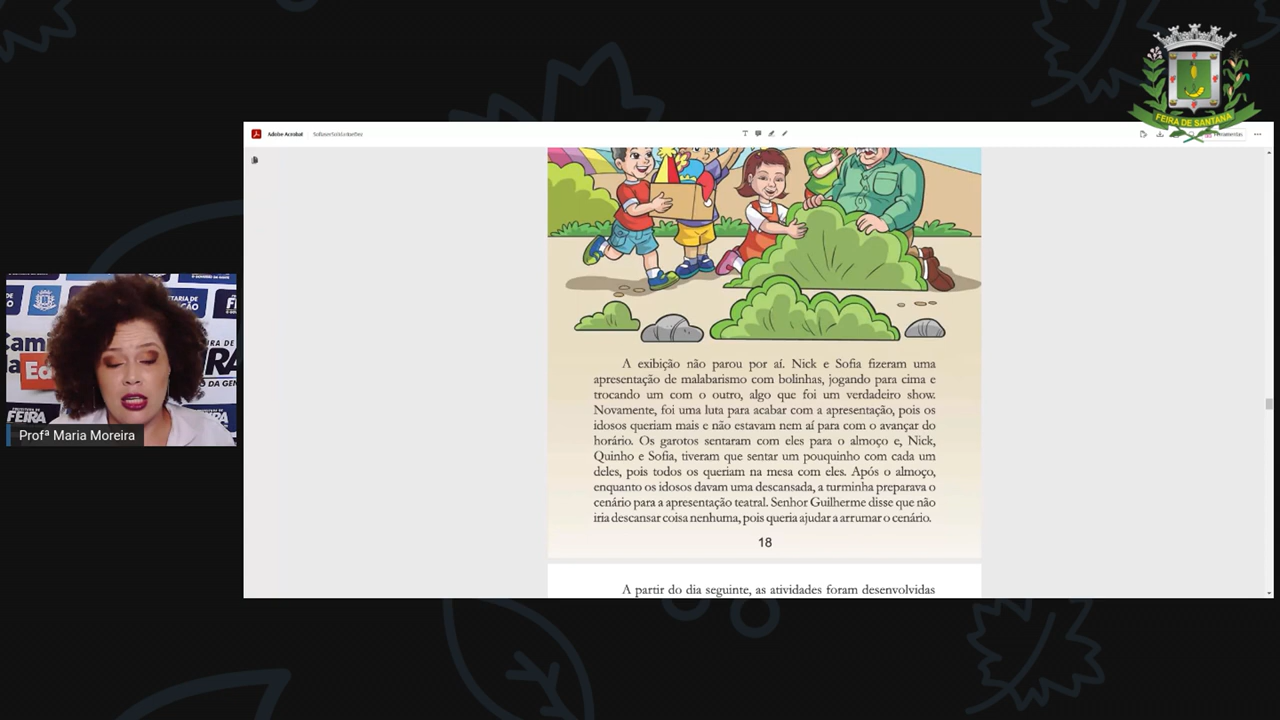 FEIRA DE SANTANA
Adobe Acrobat
Ferramentas
A exibição não parou por aí. Nick e Sofia fizeram uma
apresentação de malabarismo com bolinhas, jogando para cima e
trocando um com o outro, algo que foi um verdadeiro show.
Novamente, foi uma luta para acabar com a apresentação, pois os
idosos queriam mais e não estavam nem aí para com o avançar do
horário. Os garotos sentaram com eles para o almoço e, Nick,
Quinho e Sofia, tiveram que sentar um pouquinho com cada um
deles, pois todos os queriam na mesa com eles. Após o almoço,
enquanto os idosos davam uma descansada, a turminha preparava o
cenário para a apresentação teatral. Senhor Guilherme disse que não
iria descansar coisa nenhuma, pois queria ajudar a arrumar o cenário.
18
A partir do dia seguinte, as atividades foram desenvolvidas
FEIRA
Profª Maria Moreira